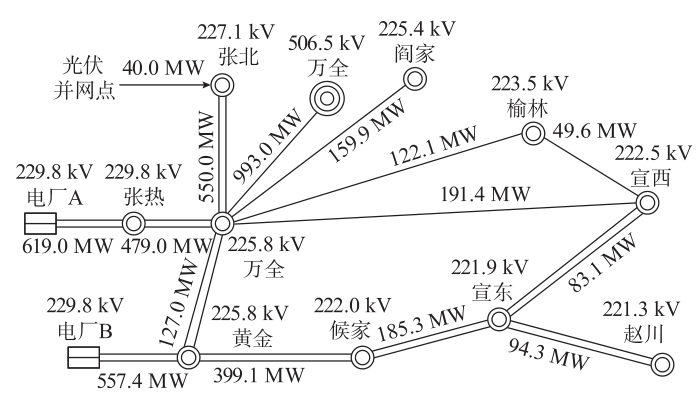 227.1 kV
张北
506.5 kV
万全
225.4 kV
阎家
光伏
并网点
40.0 MW
550.0 MW
993.0 MW
159.9 MW
122.1 MW
223.5 kV
榆林
49.6 MW
222.5 kV
宣西
191.4 MW
229.8 kV
电厂A
229.8 kV
张热
619.0 MW
479.0 MW
225.8 kV
万全
127.0 MW
83.1 MW
221.9 kV
宣东
229.8 kV
电厂B
225.8 kV
黄金
222.0 kV
候家
185.3 MW
94.3 MW
221.3 kV
赵川
557.4 MW
399.1 MW